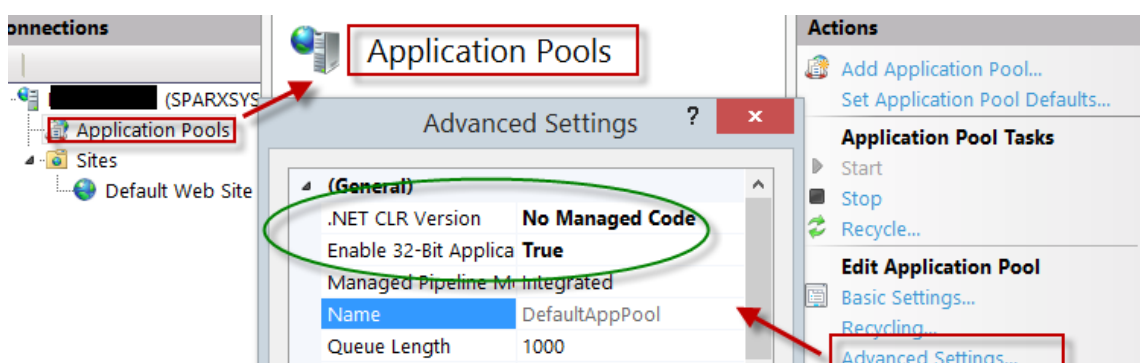 onnections
(SPARXSYS
Application Pools
Sites
Default Web Site
Application Pools
Advanced Settings
?
x
(General)
.NET CLR Version No Managed Code
Enable 32-Bit Applica True
Managed Pipeline Mo Integrated
Name DefaultAppPool
Queue Length 1000
Actions
Add Application Pool...
Set Application Pool Defaults...
Application Pool Tasks
Start
Stop
Recycle...
Edit Application Pool
Basic Settings...
Recycling...
Advanced Settings...